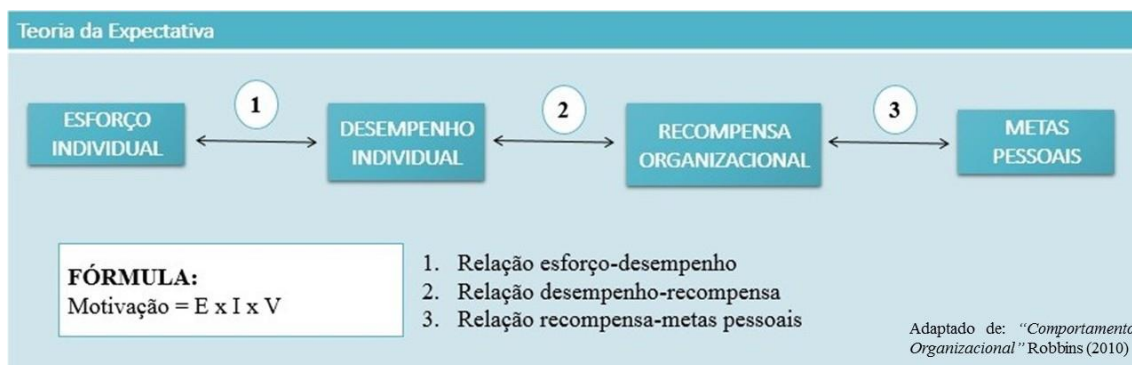 Teoria da Expectativa
1
2
3
ESFORÇO
INDIVIDUAL
DESEMPENHO
INDIVIDUAL
RECOMPENSA
ORGANIZACIONAL
METAS
PESSOAIS
FÓRMULA:
Motivação = E x I x V
1. Relação esforço-desempenho
2. Relação desempenho-recompensa
3. Relação recompensa-metas pessoais
Adaptado de: “Comportamento
Organizacional” Robbins (2010)